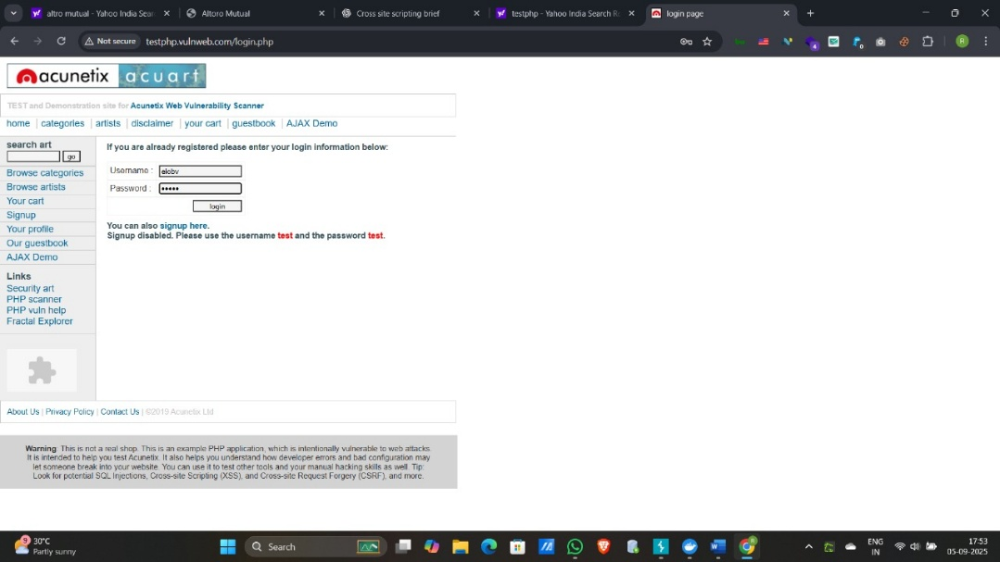 altro mutual - Yahoo India Sear
Altoro Mutual
Cross site scripting brief
testphp - Yahoo India Search Re
login page
Not secure
testphp.vulnweb.com/login.php
4
0
R
acunetix acuart
TEST and Demonstration site for Acunetix Web Vulnerability Scanner
home | categories | artists | disclaimer | your cart | guestbook | AJAX Demo
search art
go
Browse categories
Browse artists
Your cart
Signup
Your profile
Our guestbook
AJAX Demo
Links
Security art
PHP scanner
PHP vuln help
Fractal Explorer
If you are already registered please enter your login information below:
Username :
Password : •••••
login
You can also signup here.
Signup disabled. Please use the username test and the password test.
About Us | Privacy Policy | Contact Us | ©2019 Acunetix Ltd
Warning: This is not a real shop. This is an example PHP application, which is intentionally vulnerable to web attacks.
It is intended to help you test Acunetix. It also helps you understand how developer errors and bad configuration may
let someone break into your website. You can use it to test other tools and your manual hacking skills as well. Tip:
Look for potential SQL Injections, Cross-site Scripting (XSS), and Cross-site Request Forgery (CSRF), and more.
9
30°C
Partly sunny
Search
ENG
IN
17:53
05-09-2025